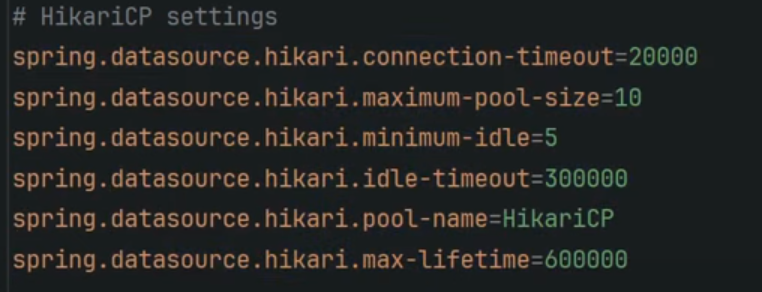 # HikariCP settings
spring.datasource.hikari.connection-timeout=20000
spring.datasource.hikari.maximum-pool-size=10
spring.datasource.hikari.minimum-idle=5
spring.datasource.hikari.idle-timeout=300000
spring.datasource.hikari.pool-name=HikariCP
spring.datasource.hikari.max-lifetime=600000